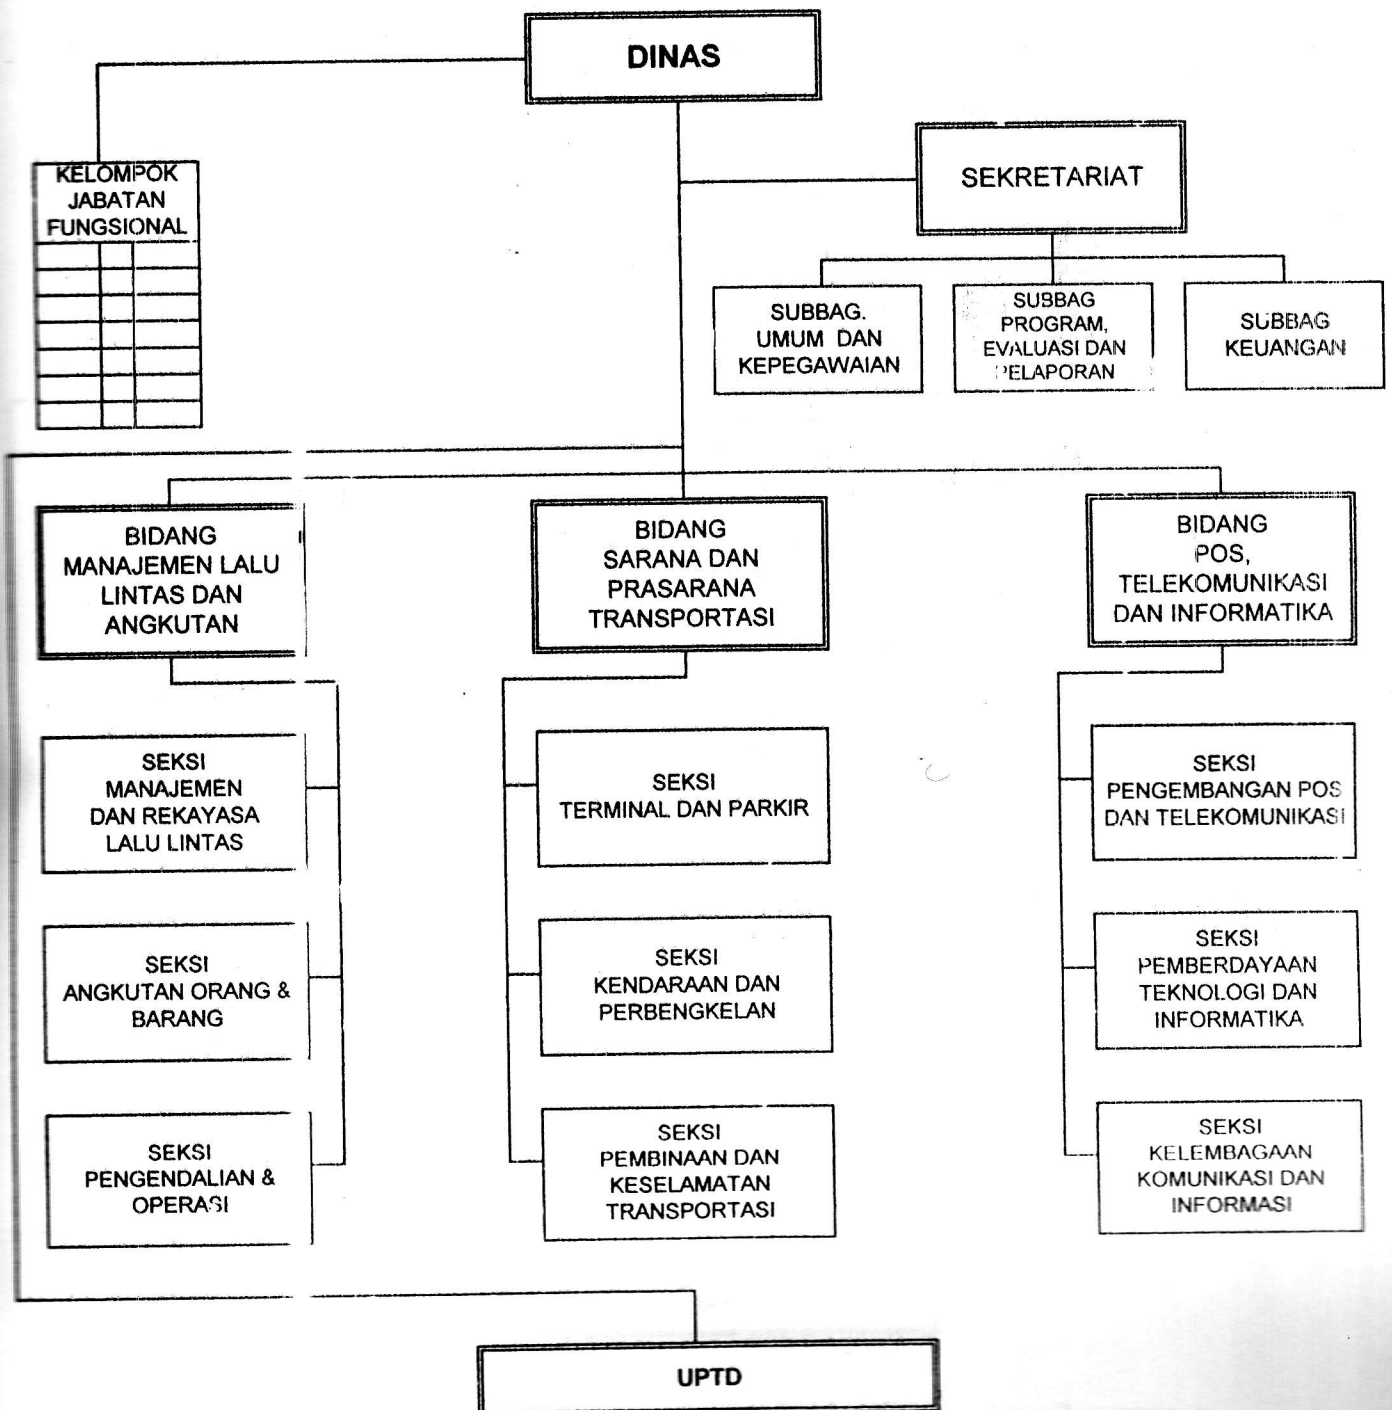 DINAS
KELOMPOK
JABATAN
FUNGSIONAL
SEKRETARIAT
SUBBAG.
UMUM DAN
KEPEGAWAIAN
SUBBAG
PROGRAM,
EVALUASI DAN
PELAPORAN
SUBBAG
KEUANGAN
BIDANG
MANAJEMEN LALU
LINTAS DAN
ANGKUTAN
BIDANG
SARANA DAN
PRASARANA
TRANSPORTASI
BIDANG
POS,
TELEKOMUNIKASI
DAN INFORMATIKA
SEKSI
MANAJEMEN
DAN REKAYASA
LALU LINTAS
SEKSI
TERMINAL DAN PARKIR
SEKSI
PENGEMBANGAN POS
DAN TELEKOMUNIKASI
SEKSI
ANGKUTAN ORANG &
BARANG
SEKSI
KENDARAAN DAN
PERBENGKELAN
SEKSI
PEMBERDAYAAN
TEKNOLOGI DAN
INFORMATIKA
SEKSI
PENGENDALIAN &
OPERASI
SEKSI
PEMBINAAN DAN
KESELAMATAN
TRANSPORTASI
SEKSI
KELEMBAGAAN
KOMUNIKASI DAN
INFORMASI
UPTD